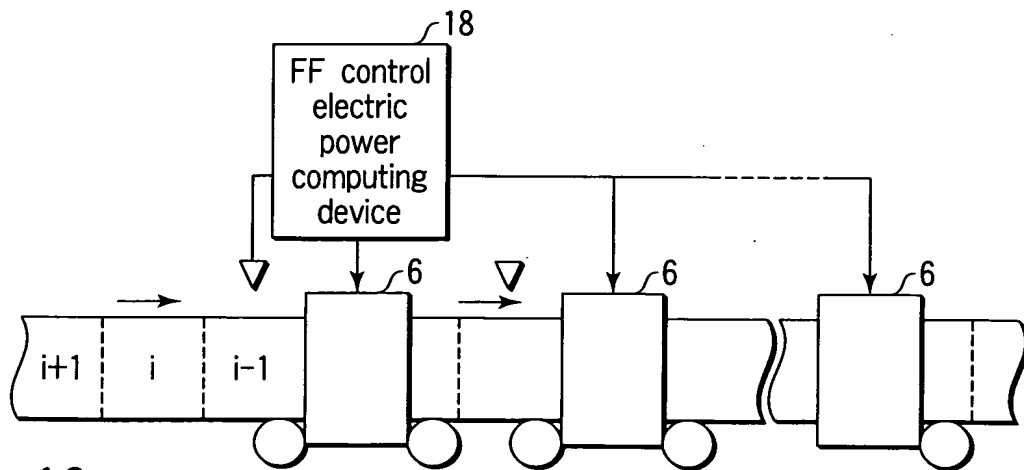 18
FF control
electric
power
computing
device
6
6
6
i+1
i
i-1